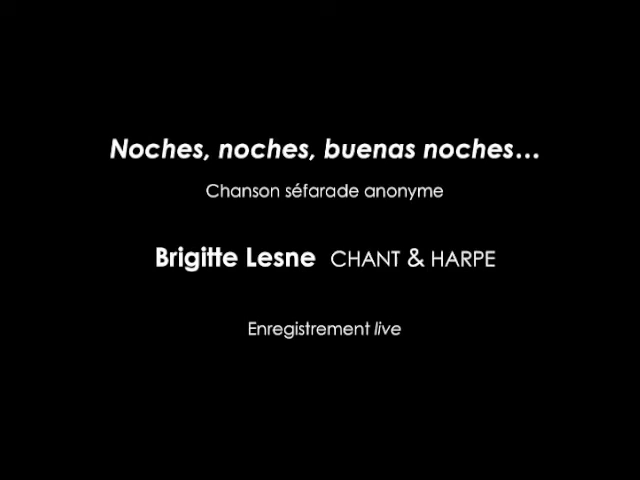 Noches, noches, buenas noches...
Chanson séfarade anonyme
Brigitte Lesne CHANT & HARPE
Enregistrement live